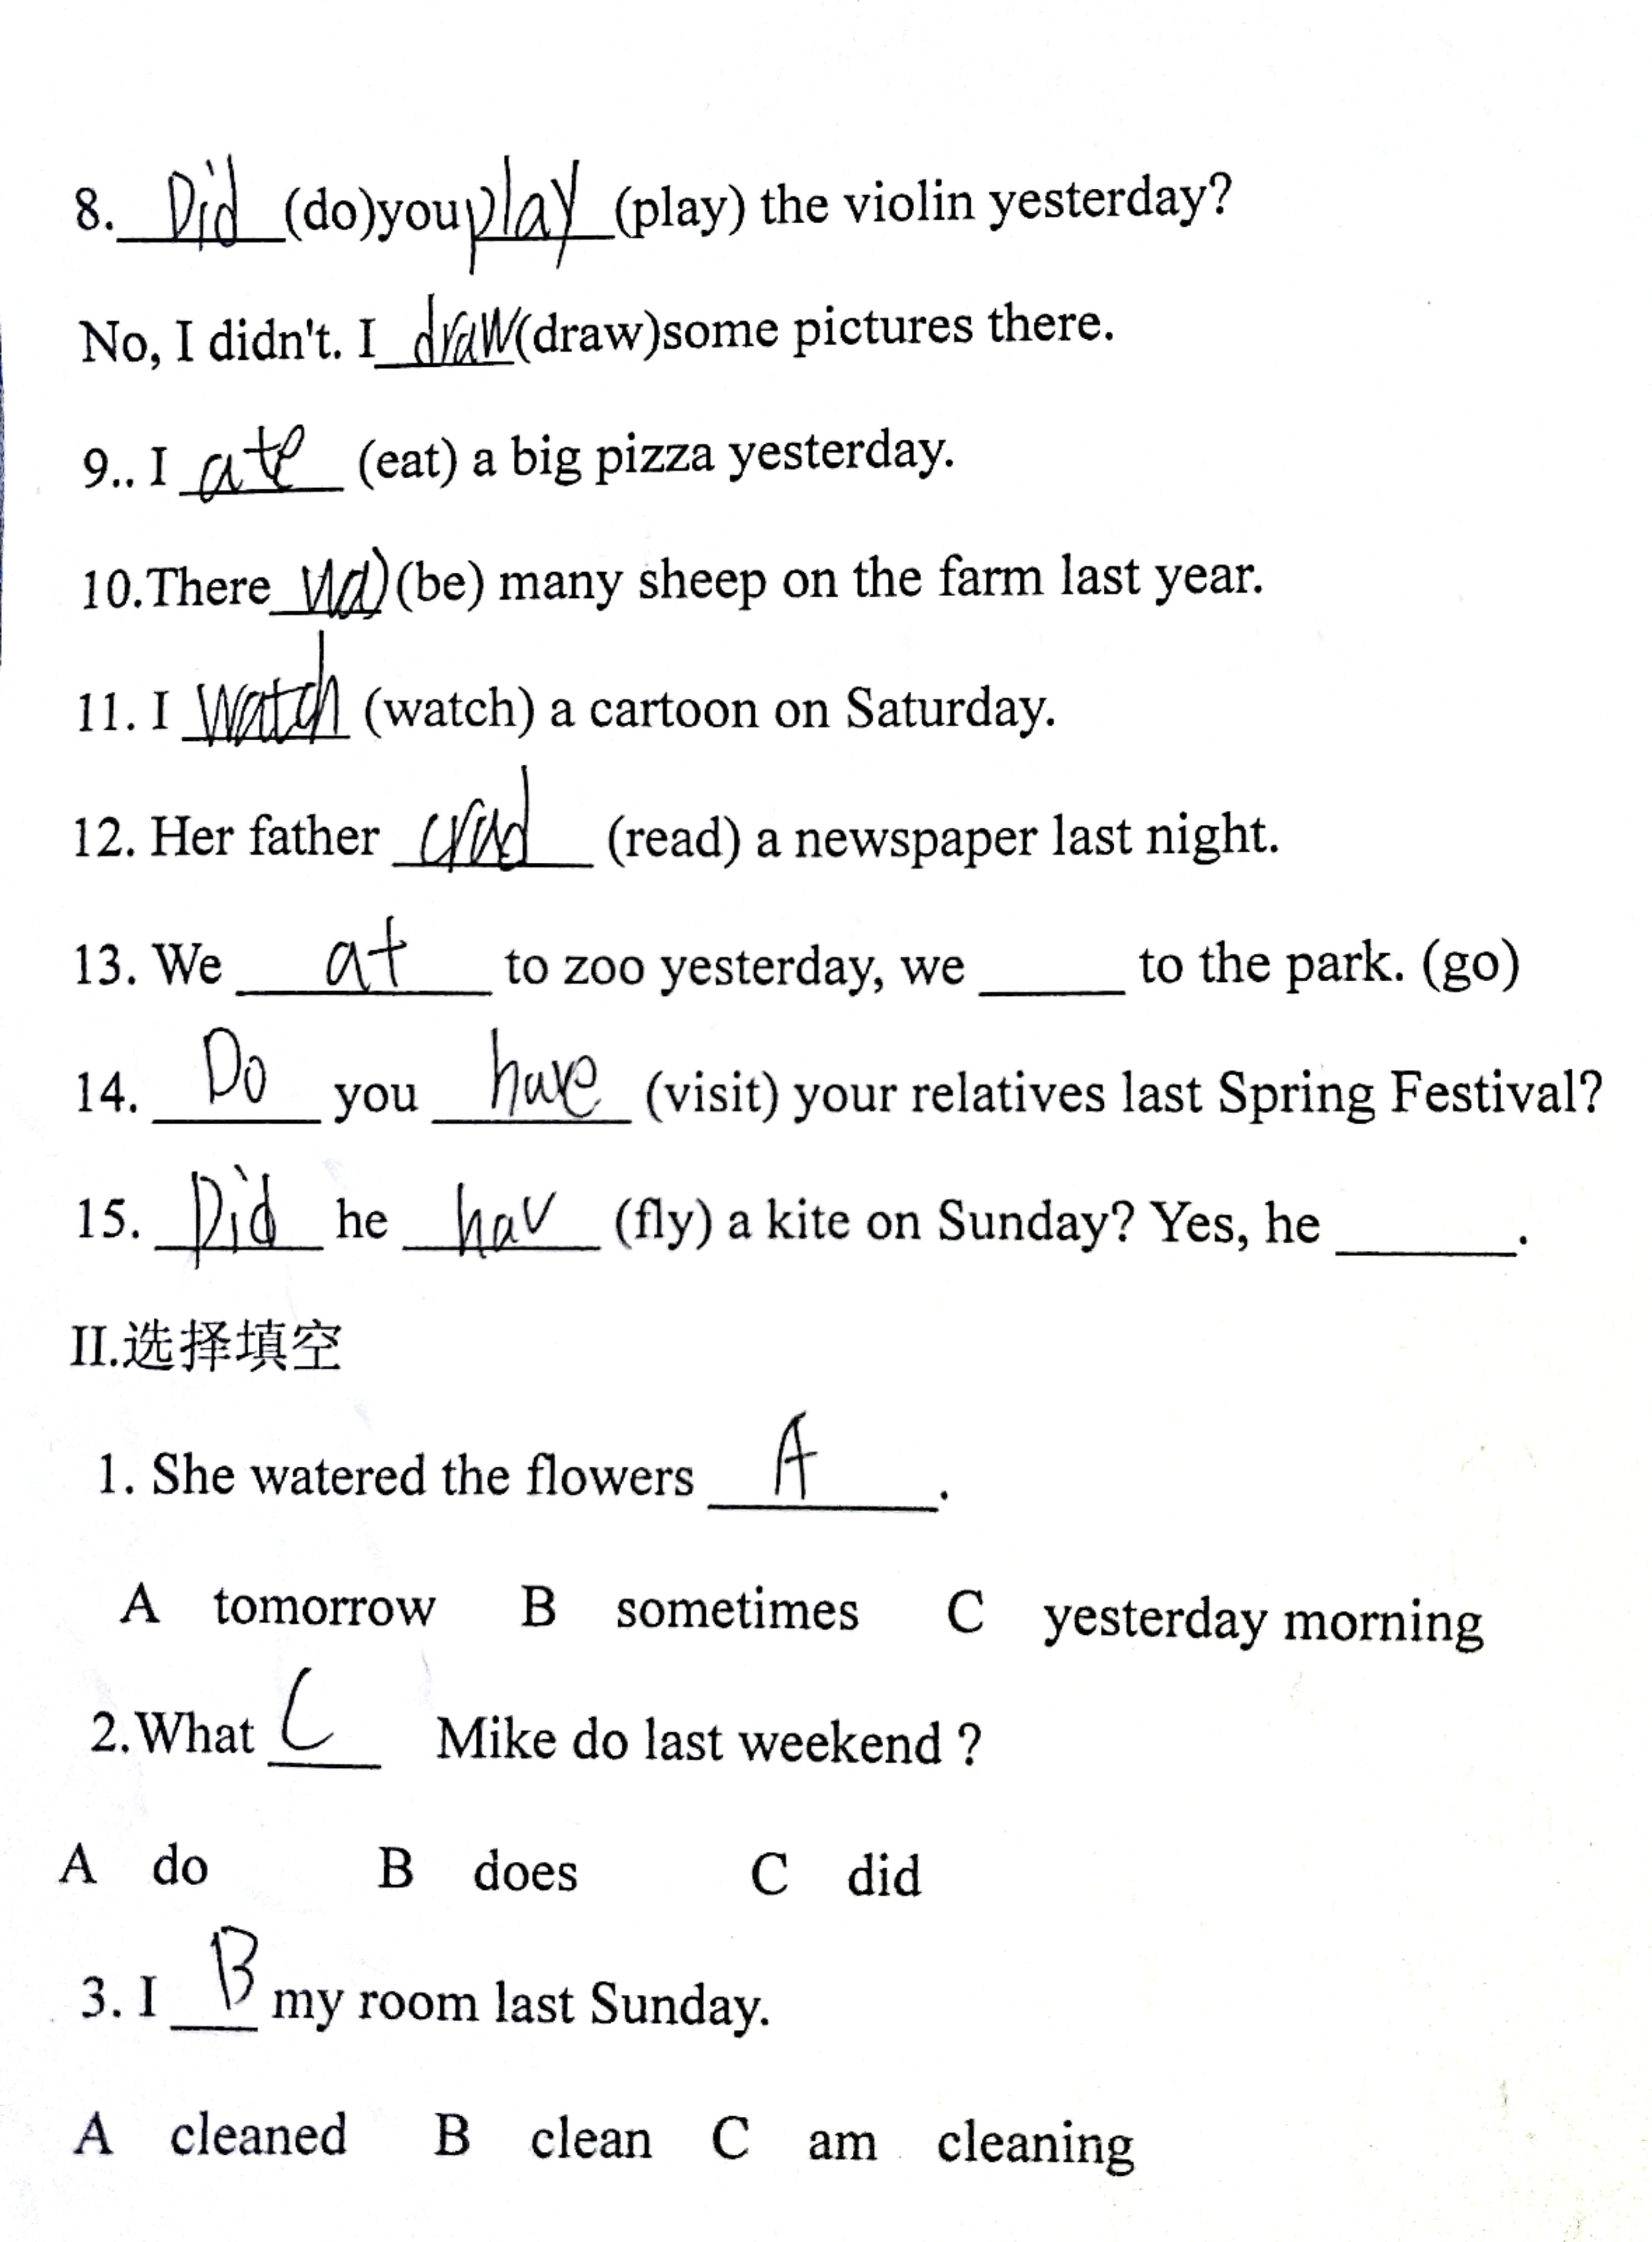 8. Did (do)you play (play) the violin yesterday?
No, I didn't. I draw (draw)some pictures there.
9.. I ate (eat) a big pizza yesterday.
10.There (be) many sheep on the farm last year.
11. I watch (watch) a cartoon on Saturday.
12. Her father (read) a newspaper last night.
13. We at to zoo yesterday, we _____ to the park. (go)
14. Do you have (visit) your relatives last Spring Festival?
15. Did he hav (fly) a kite on Sunday? Yes, he ______.
II.选择填空
1. She watered the flowers A.
A tomorrow B sometimes C yesterday morning
2.What C Mike do last weekend ?
A do B does C did
3. I B my room last Sunday.
A cleaned B clean C am cleaning